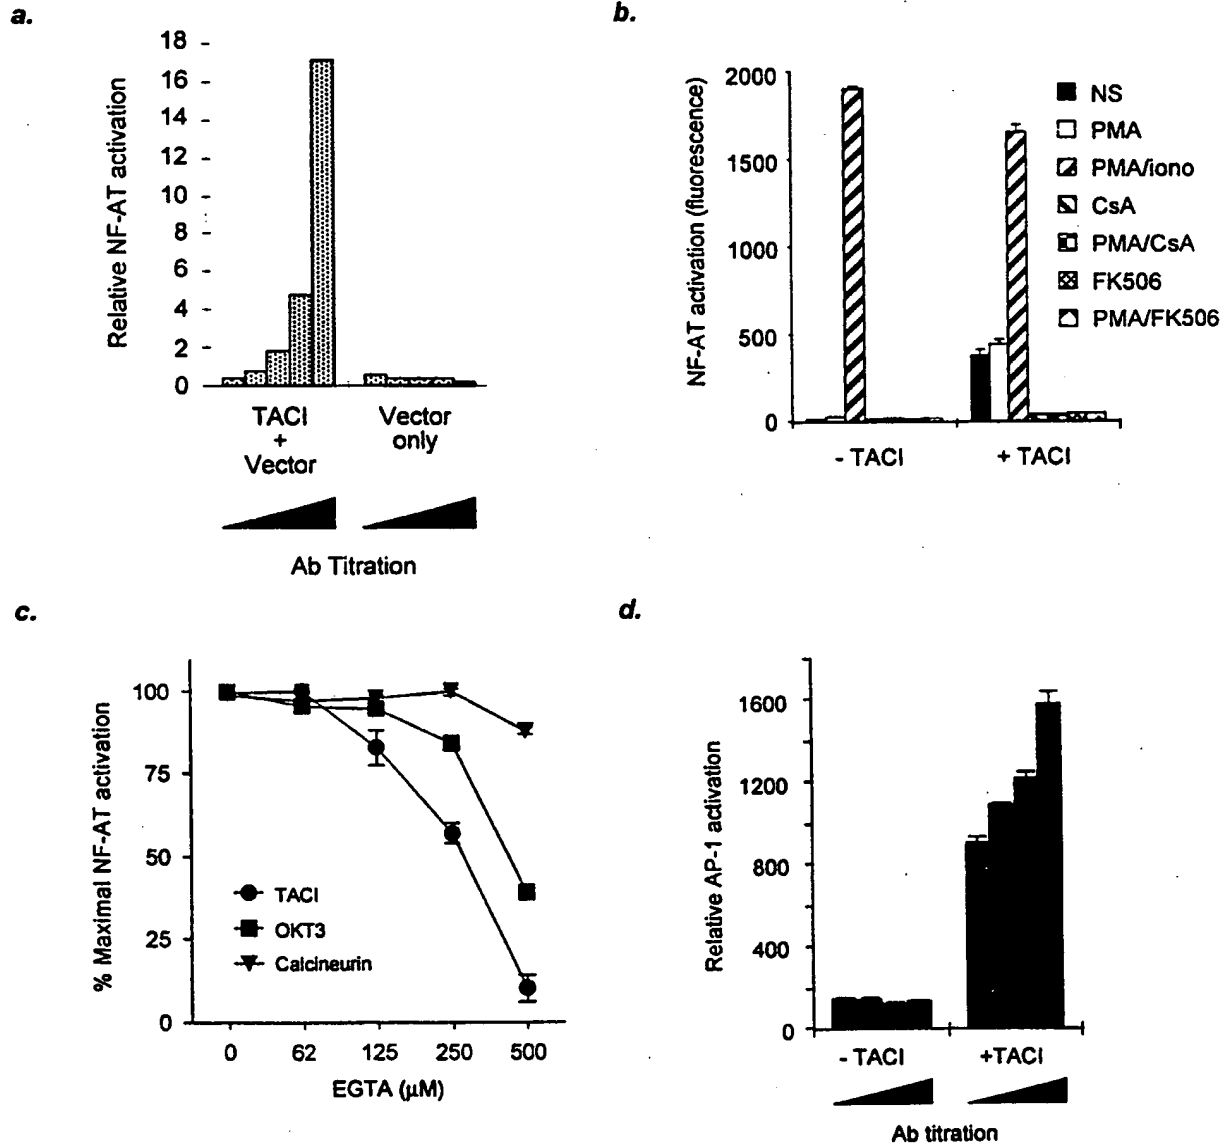 a.
18
16
14
12
10
8
6
4
2
0
Relative NF-AT activation
TACI
+
Vector
Vector
only
Ab Titration
b.
2000
1500
1000
500
0
NF-AT activation (fluorescence)
NS
PMA
PMA/iono
CsA
PMA/CsA
FK506
PMA/FK506
- TACI
+ TACI
c.
100
75
50
25
0
% Maximal NF-AT activation
TACI
OKT3
Calcineurin
0 62 125 250 500
EGTA (µM)
d.
1600
1200
800
400
0
Relative AP-1 activation
- TACI
+TACI
Ab titration